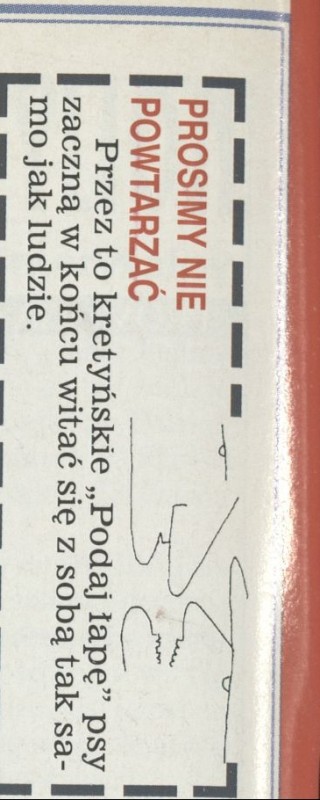 PROSIMY NIE
POWTARZAĆ
Przez to kretyńskie „Podaj łapę” psy
zaczną w końcu witać się z sobą tak sa-
mo jak ludzie.